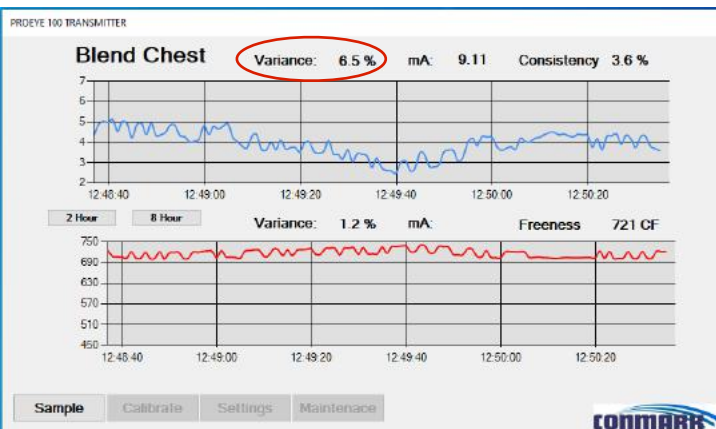 PROEYE 100 TRANSMITTER
Blend Chest Variance: 6.5 % mA: 9.11 Consistency 3.6 %
7
6
5
4
3
2
12:48:40 12:49:00 12:49:20 12:49:40 12:50:00 12:50:20
2 Hour 8 Hour Variance: 1.2 % mA: Freeness 721 CF
750
690
630
570
510
450
12:48:40 12:49:00 12:49:20 12:49:40 12:50:00 12:50:20
Sample Calibrate Settings Maintenace
CONMARK